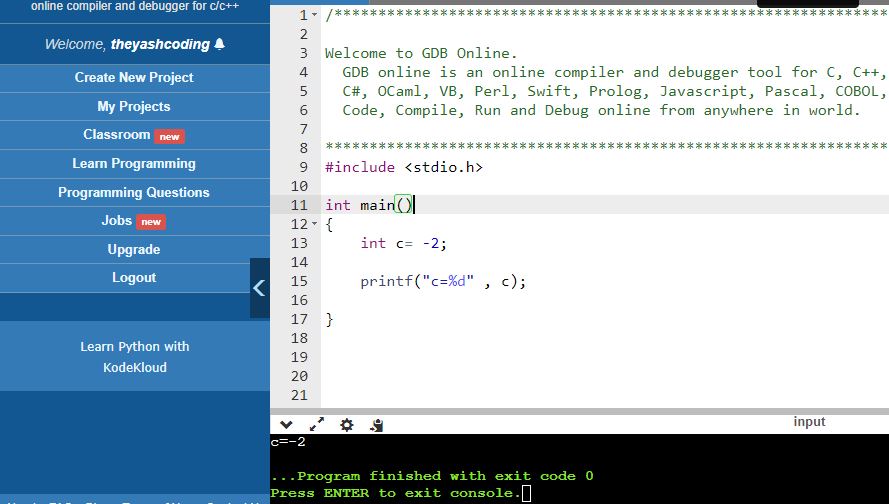 online compiler and debugger for c/c++
Welcome, theyashcoding
Create New Project
My Projects
Classroom new
Learn Programming
Programming Questions
Jobs new
Upgrade
Logout
Learn Python with
KodeKloud
1 /******************************************************************************
2
3 Welcome to GDB Online.
4 GDB online is an online compiler and debugger tool for C, C++,
5 C#, OCaml, VB, Perl, Swift, Prolog, Javascript, Pascal, COBOL,
6 Code, Compile, Run and Debug online from anywhere in world.
7
8 *******************************************************************************
9 #include <stdio.h>
10
11 int main()
12 {
13 int c= -2;
14
15 printf("c=%d" , c);
16
17 }
18
19
20
21
input
c=-2
...Program finished with exit code 0
Press ENTER to exit console.